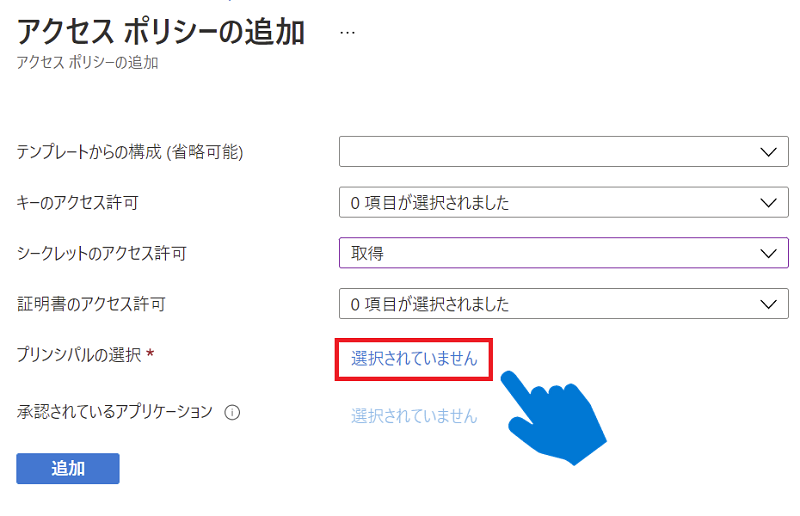 アクセス ポリシーの追加 …
アクセス ポリシーの追加
テンプレートからの構成 (省略可能)
キーのアクセス許可 0 項目が選択されました
シークレットのアクセス許可 取得
証明書のアクセス許可 0 項目が選択されました
プリンシパルの選択 * 選択されていません
承認されているアプリケーション 選択されていません
追加